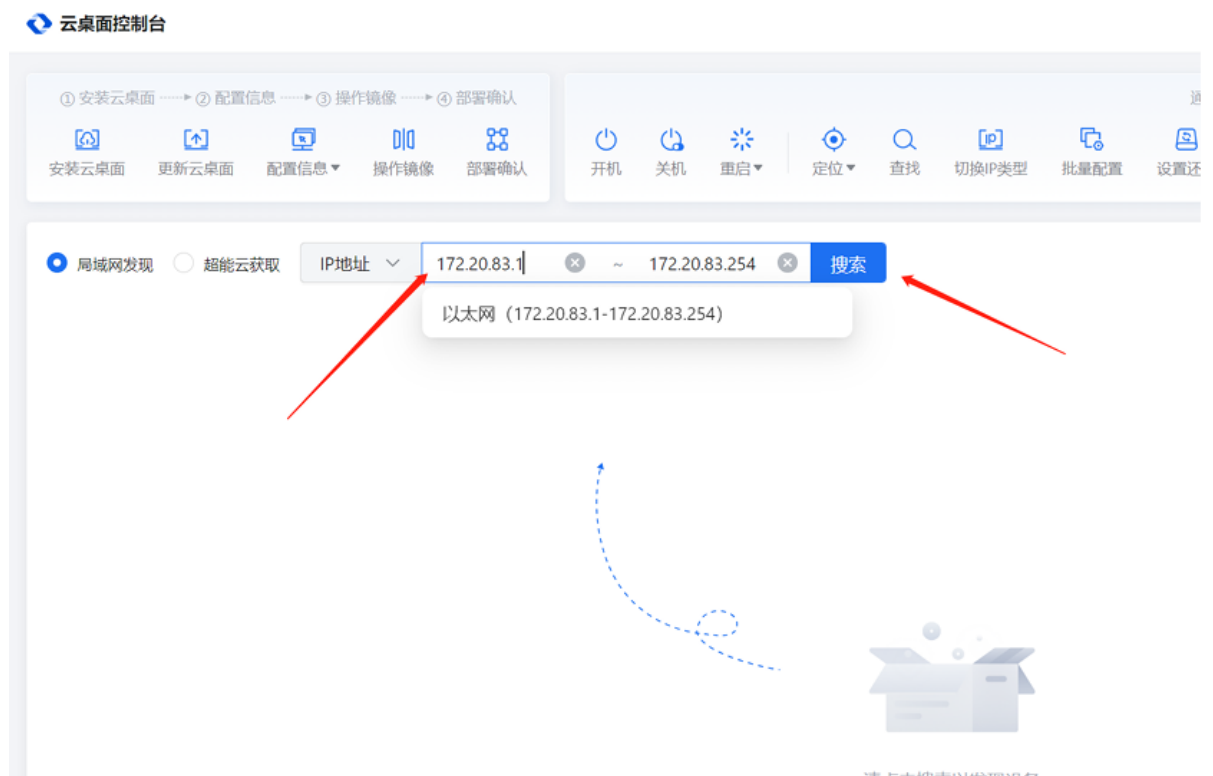 云桌面控制台
① 安装云桌面 ② 配置信息 ③ 操作镜像 ④ 部署确认
安装云桌面 更新云桌面 配置信息 操作镜像 部署确认 开机 关机 重启 定位 查找 切换IP类型 批量配置 设置还
局域网发现 超能云获取 IP地址 172.20.83.1 ~ 172.20.83.254 搜索
以太网（172.20.83.1-172.20.83.254）